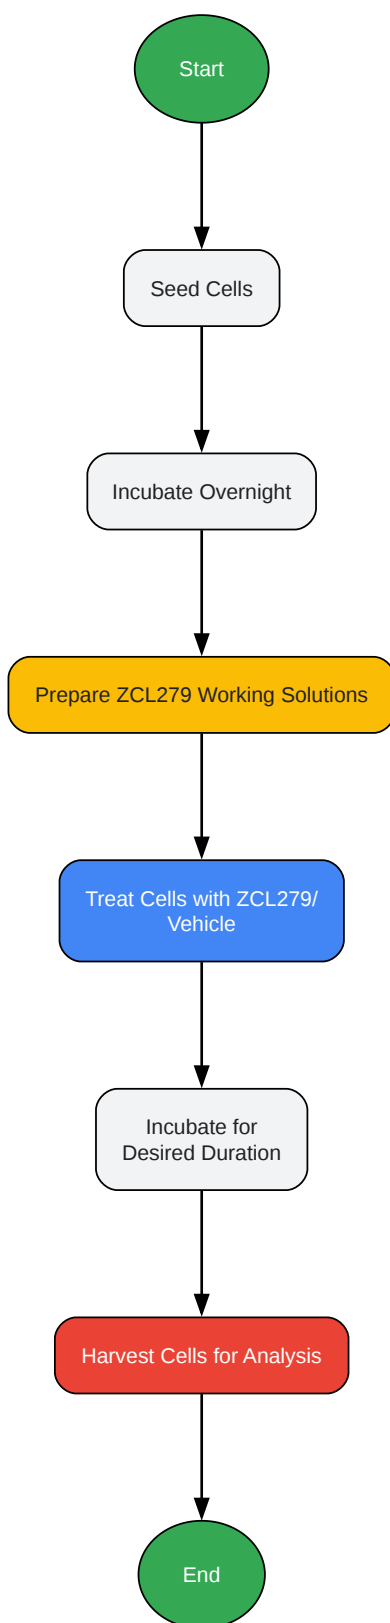 Start
Seed Cells
Incubate Overnight
Prepare ZCL279 Working Solutions
Treat Cells with ZCL279/
Vehicle
Incubate for
Desired Duration
Harvest Cells for Analysis
End